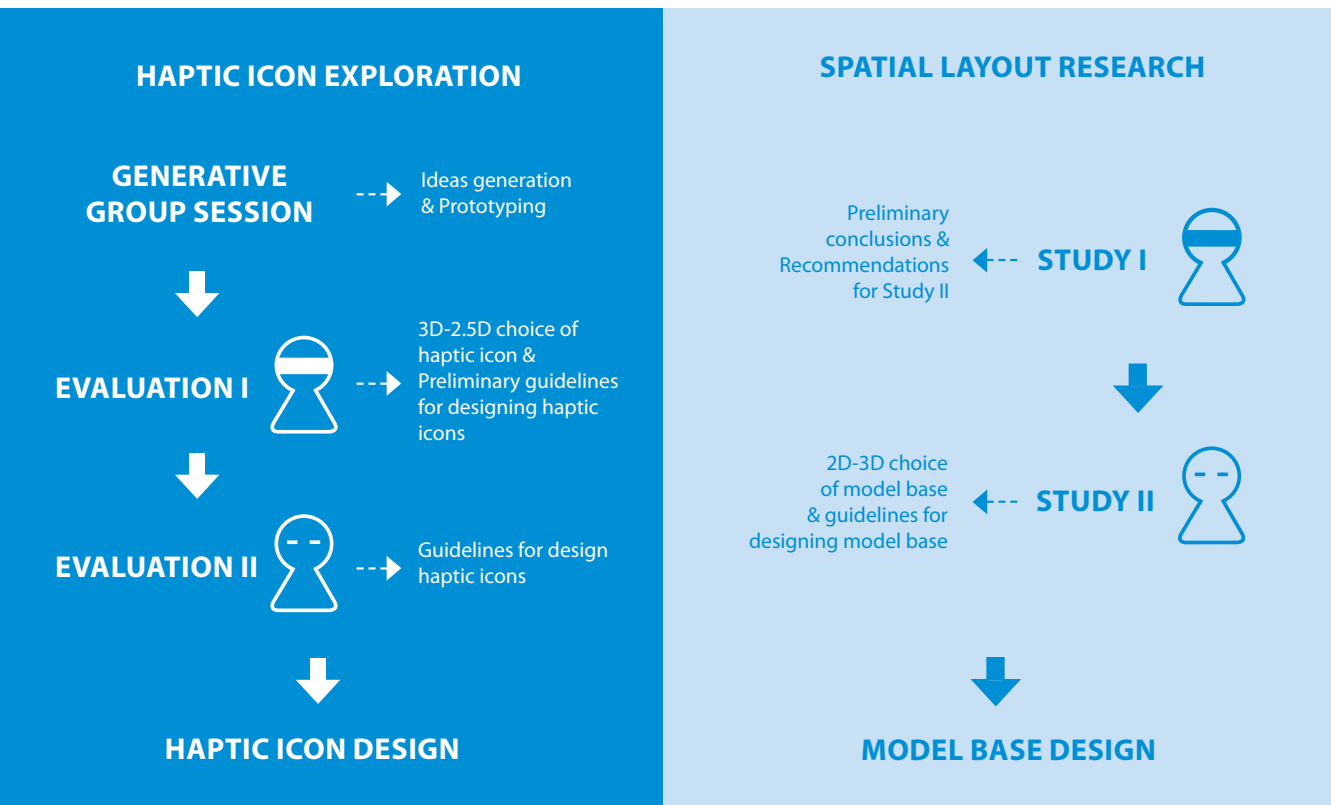 HAPTIC ICON EXPLORATION
GENERATIVE
GROUP SESSION
Ideas generation
& Prototyping
EVALUATION I
3D-2.5D choice of
haptic icon &
Preliminary guidelines
for designing haptic
icons
EVALUATION II
Guidelines for design
haptic icons
HAPTIC ICON DESIGN
SPATIAL LAYOUT RESEARCH
Preliminary
conclusions &
Recommendations
for Study II
STUDY I
2D-3D choice
of model base
& guidelines for
designing model base
STUDY II
MODEL BASE DESIGN